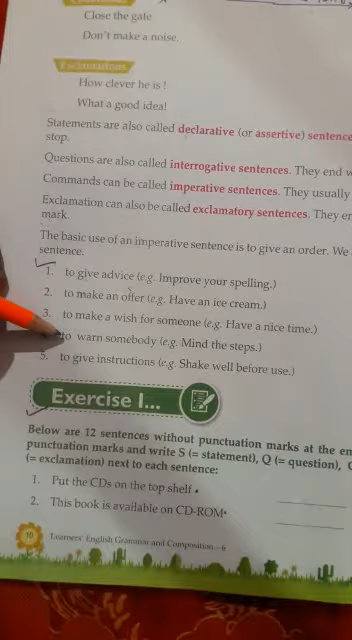 Close the gate
Don't make a noise.
Exclamations
How clever he is !
What a good idea!
Statements are also called declarative (or assertive) sentence
stop.
Questions are also called interrogative sentences. They end w
Commands can be called imperative sentences. They usually
Exclamation can also be called exclamatory sentences. They en
mark.
The basic use of an imperative sentence is to give an order. We
sentence.
1. to give advice (e.g. Improve your spelling.)
2. to make an offer (e.g. Have an ice cream.)
3. to make a wish for someone (e.g. Have a nice time.)
to warn somebody (e.g. Mind the steps.)
5. to give instructions (e.g. Shake well before use.)
Exercise I...
Below are 12 sentences without punctuation marks at the en
punctuation marks and write S (= statement), Q (= question), C
(= exclamation) next to each sentence:
1. Put the CDs on the top shelf .
2. This book is available on CD-ROM.
10 Learners' English Grammar and Composition—6